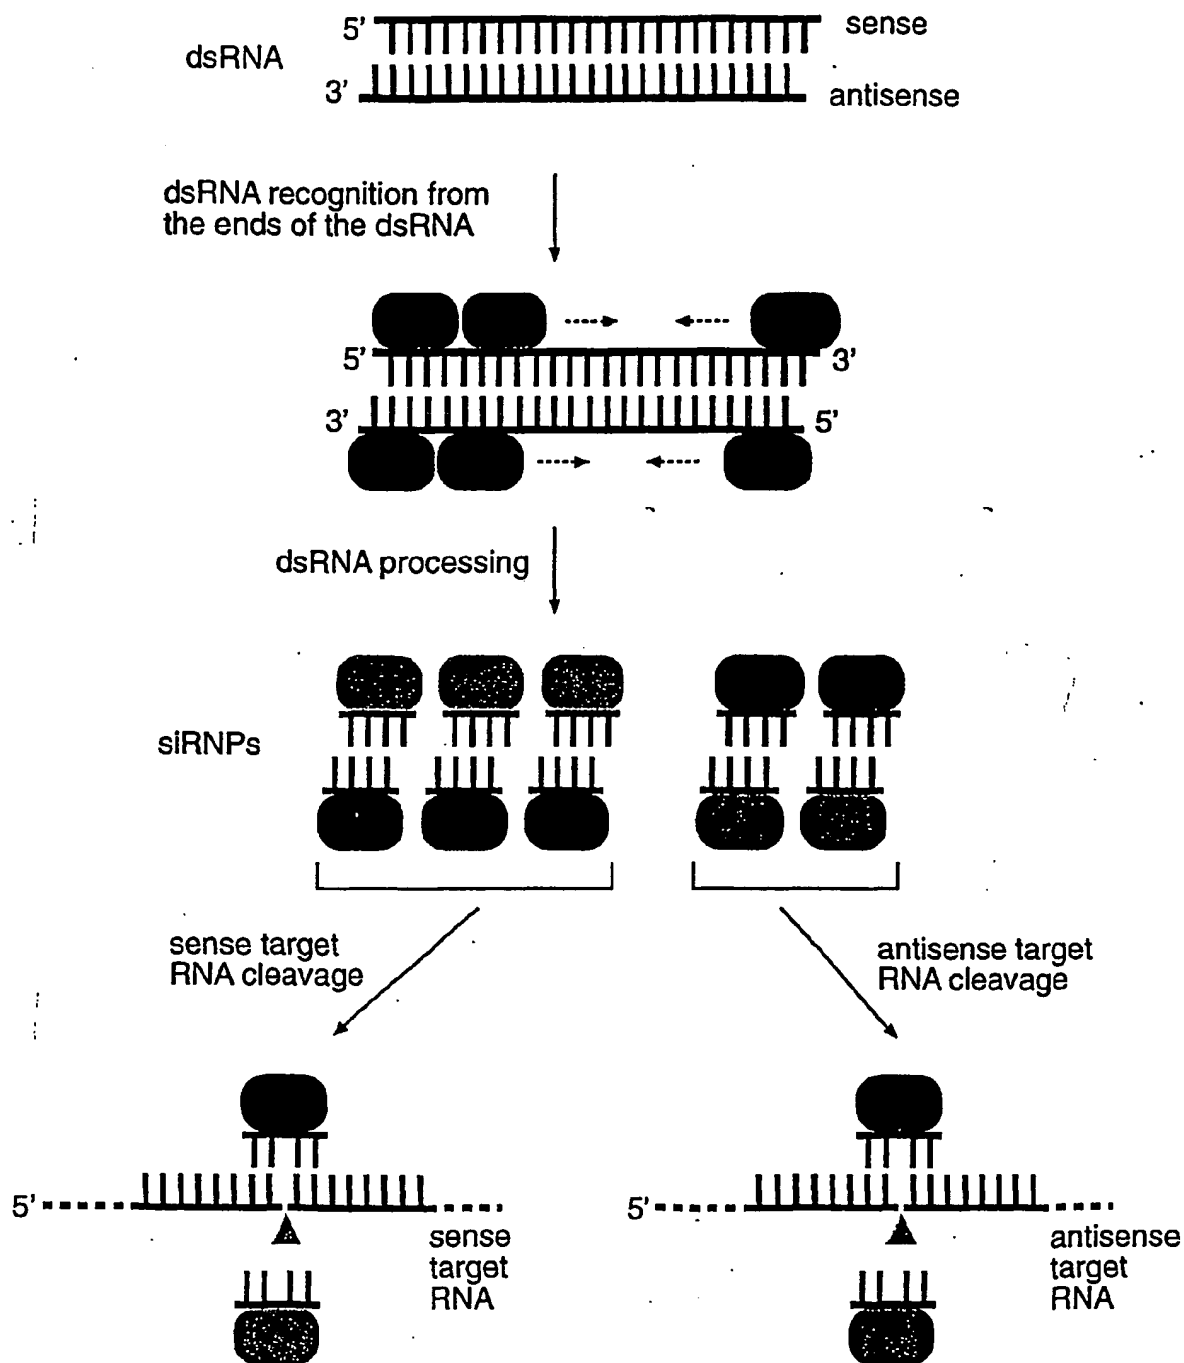 5' sense
dsRNA
3' antisense
dsRNA recognition from
the ends of the dsRNA
5' 3'
3' 5'
dsRNA processing
siRNPs
sense target
RNA cleavage
antisense target
RNA cleavage
5'
sense
target
RNA
5'
antisense
target
RNA